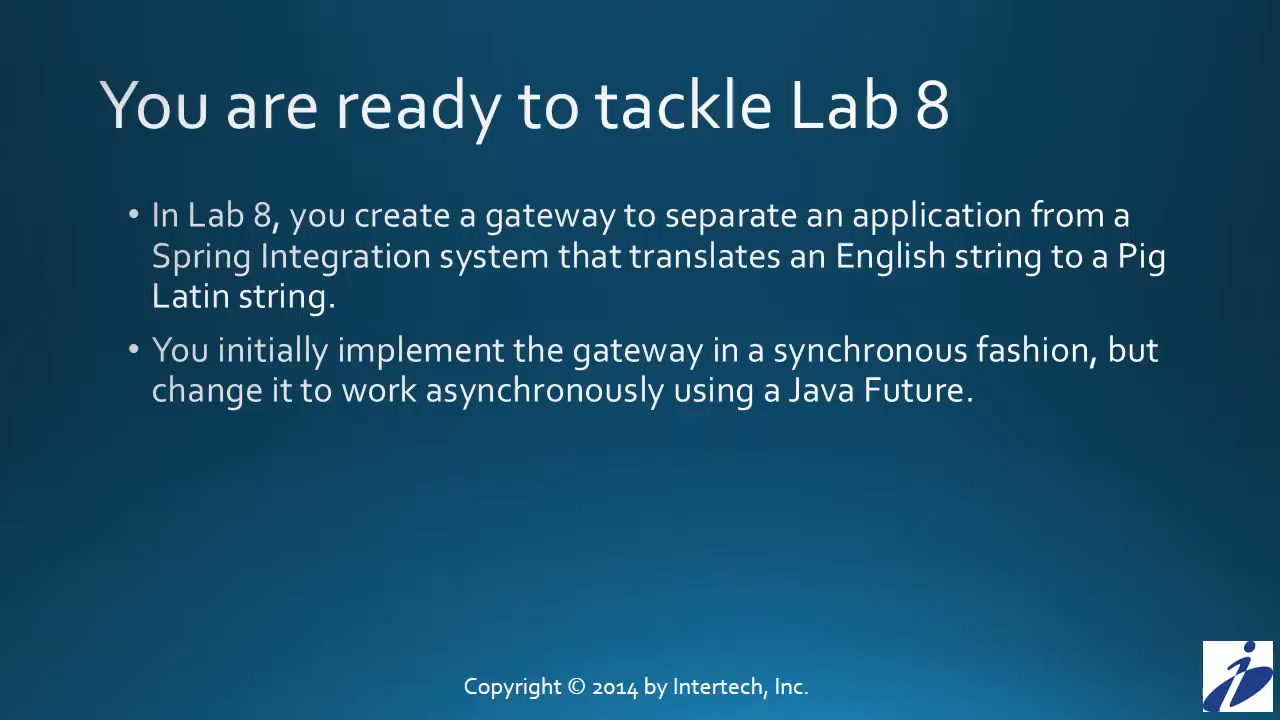 You are ready to tackle Lab 8
• In Lab 8, you create a gateway to separate an application from a
Spring Integration system that translates an English string to a Pig
Latin string.
• You initially implement the gateway in a synchronous fashion, but
change it to work asynchronously using a Java Future.
Copyright © 2014 by Intertech, Inc.